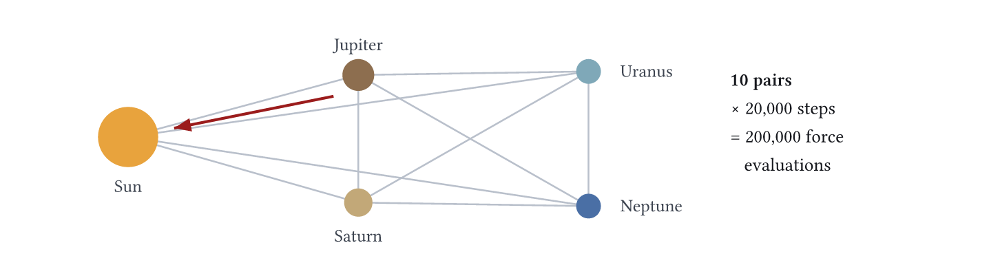 Jupiter
Uranus
Sun
Neptune
Saturn
10 pairs
× 20,000 steps
= 200,000 force
evaluations